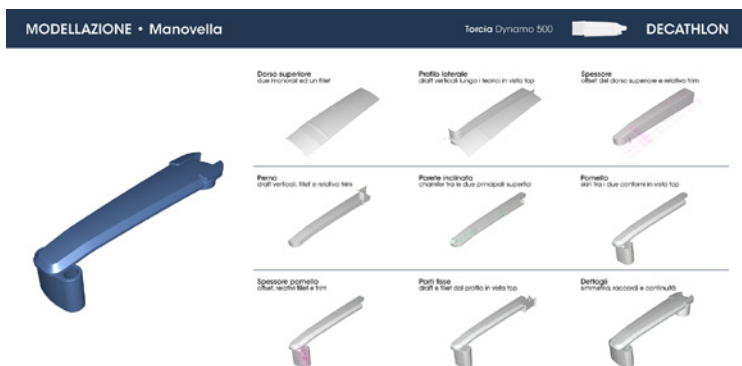 MODELLAZIONE • Manovella
Torcia Dynamo 500
DECATHLON
Dorso superiore
due monorail ed un fillet
Profilo laterale
draft verticali lungo i teorici in vista top
Spessore
offset del dorso superiore e relativo trim
Perno
draft verticali, fillet e relativo trim
Parete inclinata
chamfer tra le due principali superfici
Pomello
skin tra i due contorni in vista top
Spessore pomello
offset, relativi fillet e trim
Parti fisse
draft e fillet dal profilo in vista top
Dettagli
simmetria, raccordi e continuità